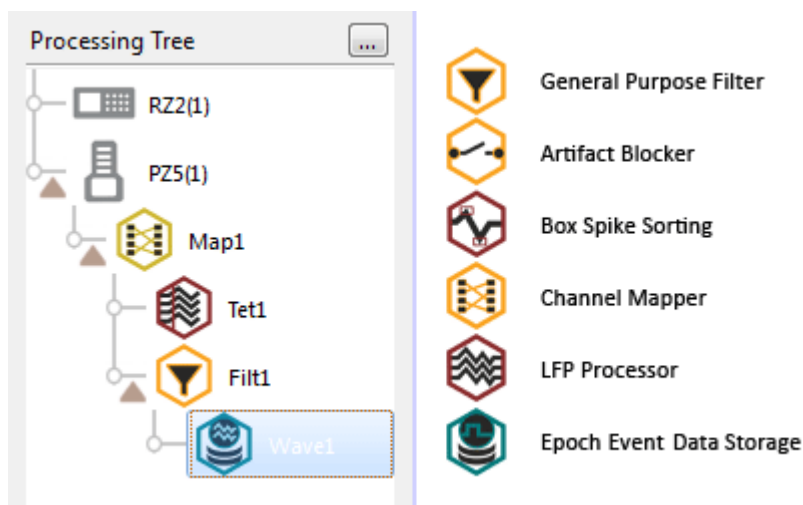 Processing Tree
...
RZ2(1)
PZ5(1)
Map1
Tet1
Filt1
Wave1
General Purpose Filter
Artifact Blocker
Box Spike Sorting
Channel Mapper
LFP Processor
Epoch Event Data Storage